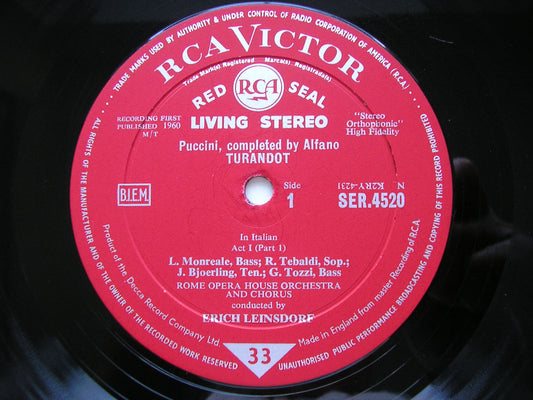 TRADE MARKS USED BY AUTHORITY & UNDER CONTROL OF RADIO CORPORATION OF AMERICA (R.C.A.)
RCA VICTOR
Trade Mark(s) Registered Marca(s) Registrada(s)
RED RCA SEAL
LIVING STEREO
RECORDING FIRST
PUBLISHED 1960
M/T
"Stereo
Orthophonic"
High Fidelity
Puccini, completed by Alfano
TURANDOT
B.I.E.M.
Side
1
N K2RY-4231
SER.4520
In Italian
Act I (Part 1)
L. Monreale, Bass; R. Tebaldi, Sop.;
J. Bjoerling, Ten.; G. Tozzi, Bass
ROME OPERA HOUSE ORCHESTRA
AND CHORUS
conducted by
ERICH LEINSDORF
Product of the Decca Record Company Ltd.
Made in England from master Recording of R.C.A.
33
ALL RIGHTS OF THE MANUFACTURER AND OF THE OWNER OF THE RECORDED WORK RESERVED
UNAUTHORISED PUBLIC PERFORMANCE BROADCASTING AND COPYING OF THIS RECORD PROHIBITED